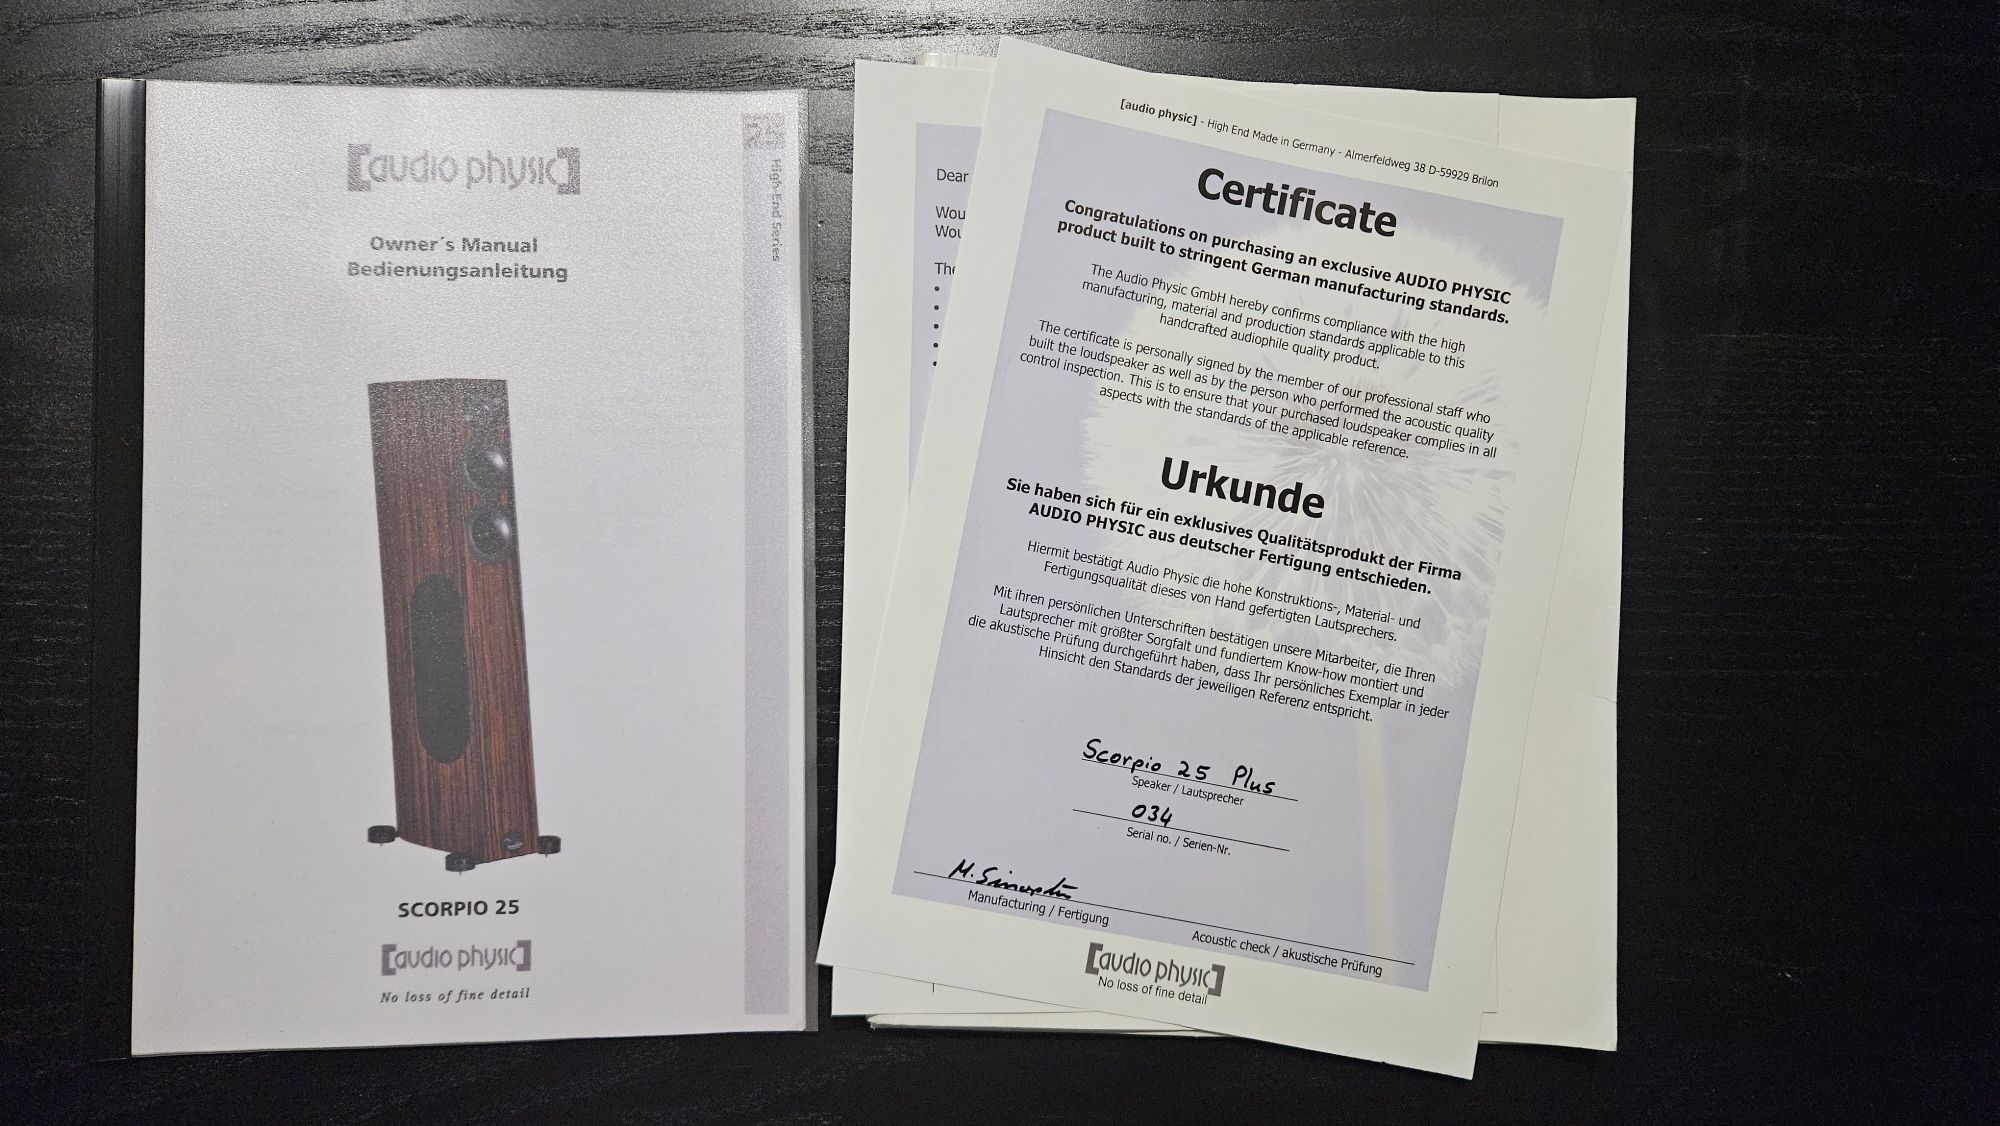 [audio physic]
Owner´s Manual
Bedienungsanleitung
25
High End Series
SCORPIO 25
[audio physic]
No loss of fine detail
Dear
Wou
Wou
The
[audio physic] - High End Made in Germany - Almerfeldweg 38 D-59929 Brilon
Certificate
Congratulations on purchasing an exclusive AUDIO PHYSIC
product built to stringent German manufacturing standards.
The Audio Physic GmbH hereby confirms compliance with the high
manufacturing, material and production standards applicable to this
handcrafted audiophile quality product.
The certificate is personally signed by the member of our professional staff who
built the loudspeaker as well as by the person who performed the acoustic quality
control inspection. This is to ensure that your purchased loudspeaker complies in all
aspects with the standards of the applicable reference.
Urkunde
Sie haben sich für ein exklusives Qualitätsprodukt der Firma
AUDIO PHYSIC aus deutscher Fertigung entschieden.
Hiermit bestätigt Audio Physic die hohe Konstruktions-, Material- und
Fertigungsqualität dieses von Hand gefertigten Lautsprechers.
Mit ihren persönlichen Unterschriften bestätigen unsere Mitarbeiter, die Ihren
Lautsprecher mit größter Sorgfalt und fundiertem Know-how montiert und
die akustische Prüfung durchgeführt haben, dass Ihr persönliches Exemplar in jeder
Hinsicht den Standards der jeweiligen Referenz entspricht.
Scorpio 25 Plus
Speaker / Lautsprecher
034
Serial no. / Serien-Nr.
M.
Manufacturing / Fertigung
Acoustic check / akustische Prüfung
[audio physic]
No loss of fine detail